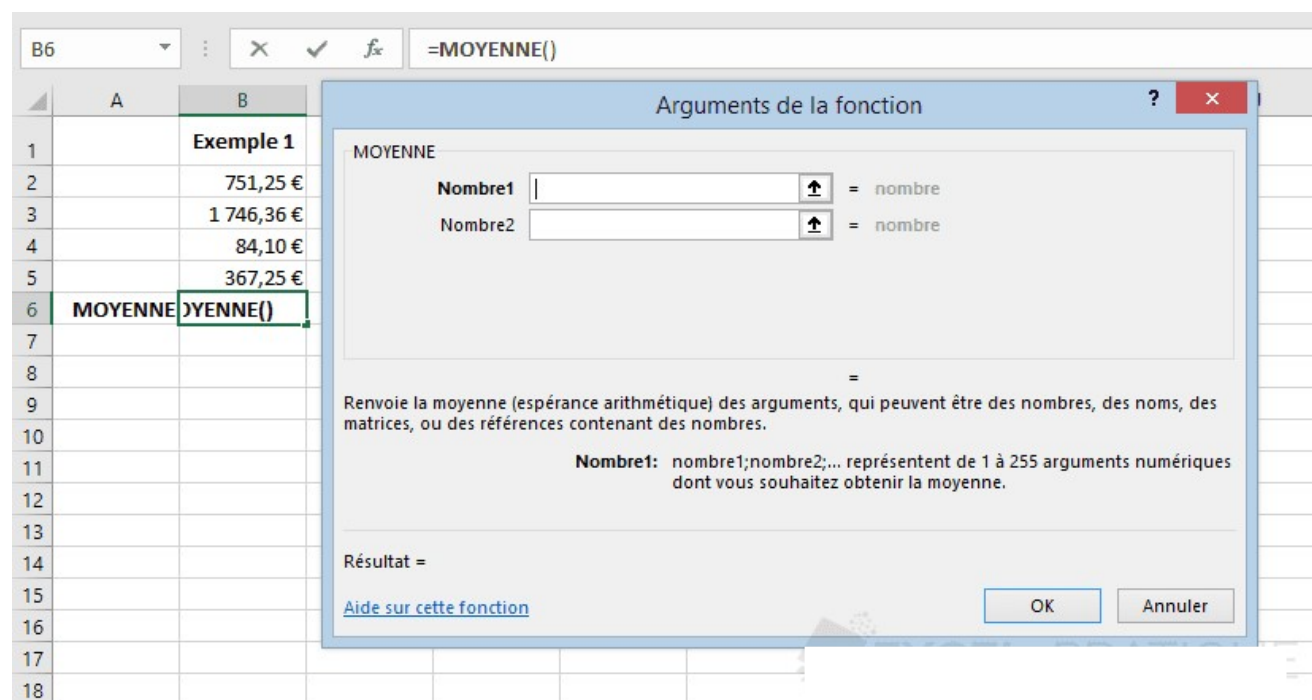 B6 =MOYENNE()
A B
1 Exemple 1
2 751,25 €
3 1 746,36 €
4 84,10 €
5 367,25 €
6 MOYENNE OYENNE()
7
8
9
10
11
12
13
14
15
16
17
18
Arguments de la fonction ?
MOYENNE
Nombre1 = nombre
Nombre2 = nombre
=
Renvoie la moyenne (espérance arithmétique) des arguments, qui peuvent être des nombres, des noms, des
matrices, ou des références contenant des nombres.
Nombre1: nombre1;nombre2;... représentent de 1 à 255 arguments numériques
dont vous souhaitez obtenir la moyenne.
Résultat =
Aide sur cette fonction
OK Annuler